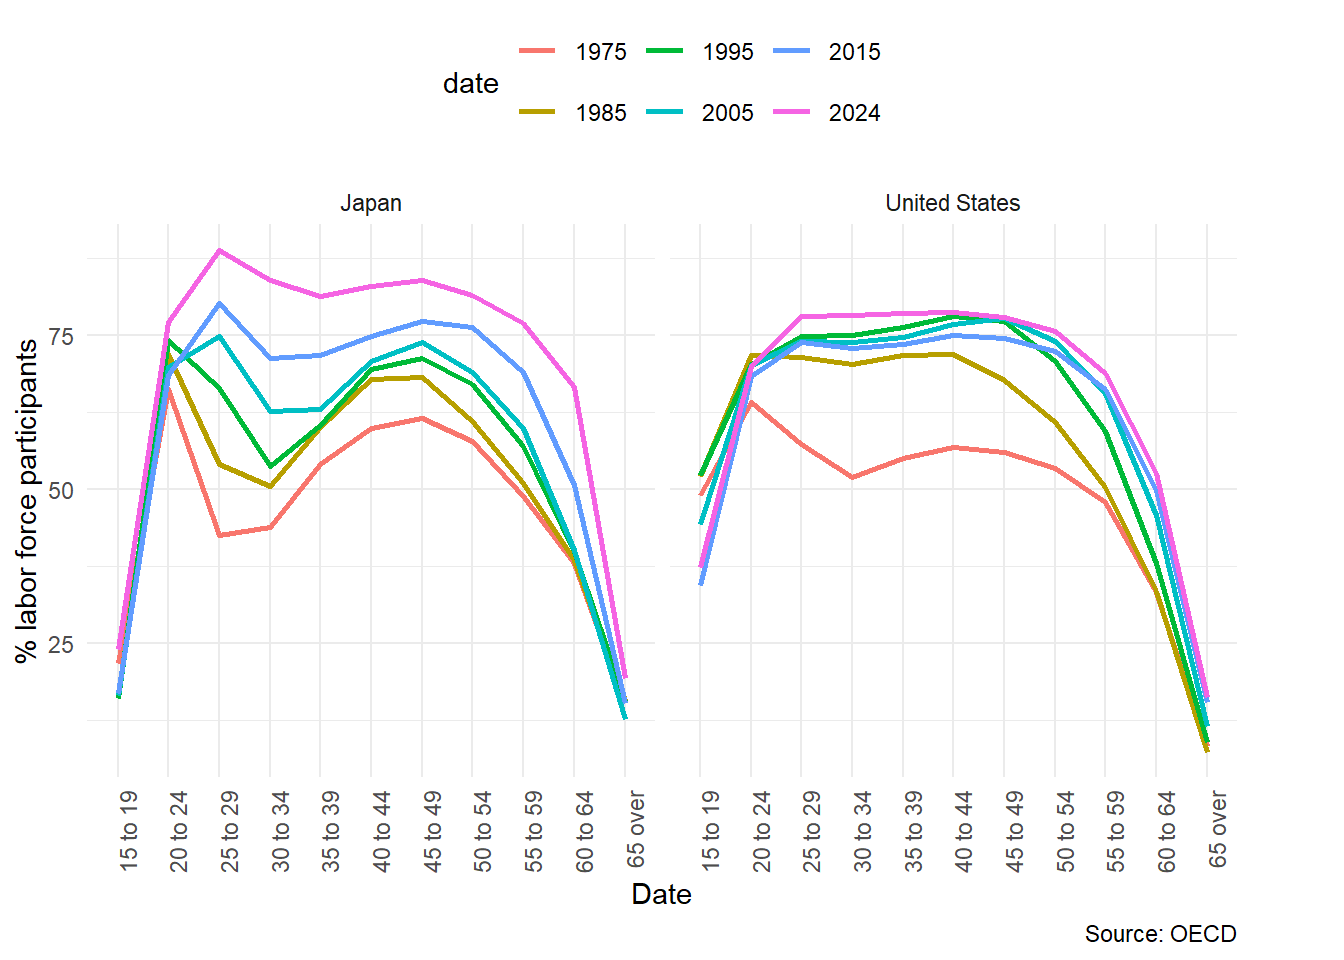 date
1975 1995 2015
1985 2005 2024
Japan United States
% labor force participants
75
50
25
15 to 19 20 to 24 25 to 29 30 to 34 35 to 39 40 to 44 45 to 49 50 to 54 55 to 59 60 to 64 65 over 15 to 19 20 to 24 25 to 29 30 to 34 35 to 39 40 to 44 45 to 49 50 to 54 55 to 59 60 to 64 65 over
Date
Source: OECD